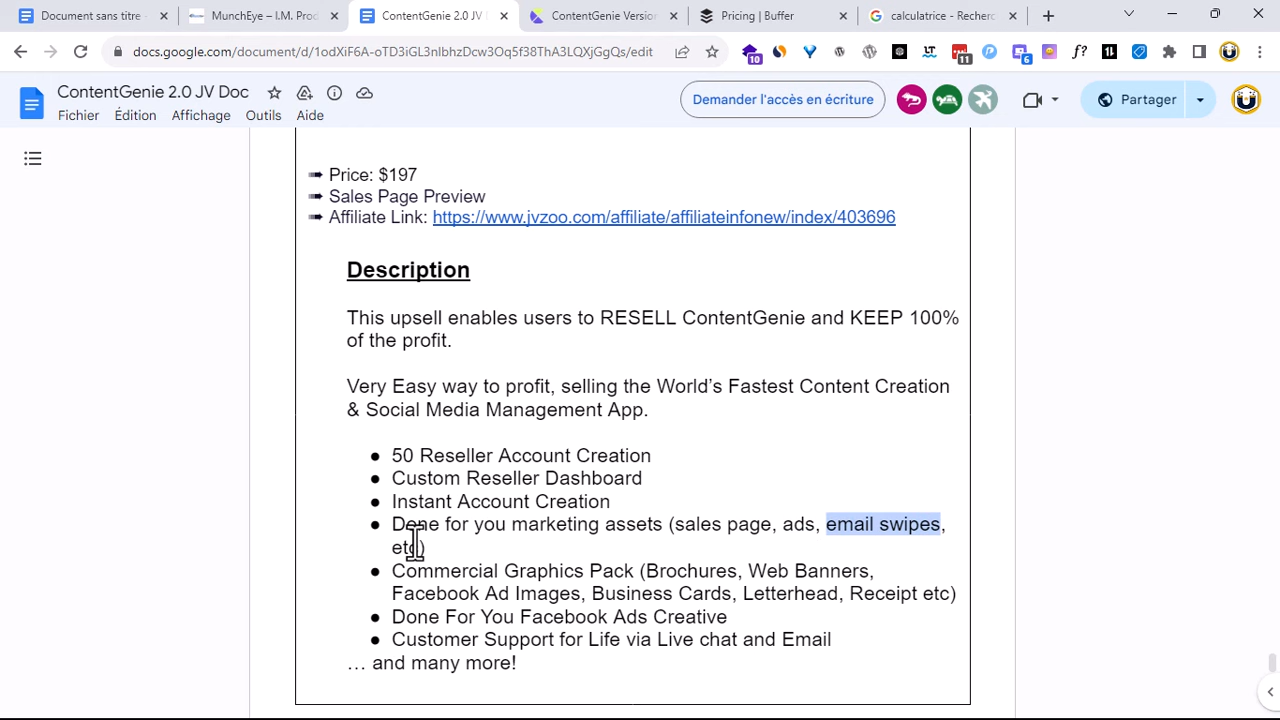 Document sans titre -
MunchEye – I.M. Prod
ContentGenie 2.0 JV D
ContentGenie Version
Pricing | Buffer
calculatrice - Recherc
docs.google.com/document/d/1odXiF6A-oTD3iGL3nIbhzDcw3Oq5f38ThA3LQXjGgQs/edit
10
11
6
ContentGenie 2.0 JV Doc
Fichier Édition Affichage Outils Aide
Demander l'accès en écriture
Partager
Price: $197
Sales Page Preview
Affiliate Link: https://www.jvzoo.com/affiliate/affiliateinfonew/index/403696
Description
This upsell enables users to RESELL ContentGenie and KEEP 100%
of the profit.
Very Easy way to profit, selling the World's Fastest Content Creation
& Social Media Management App.
● 50 Reseller Account Creation
● Custom Reseller Dashboard
● Instant Account Creation
● Done for you marketing assets (sales page, ads, email swipes,
etc)
● Commercial Graphics Pack (Brochures, Web Banners,
Facebook Ad Images, Business Cards, Letterhead, Receipt etc)
● Done For You Facebook Ads Creative
● Customer Support for Life via Live chat and Email
… and many more!